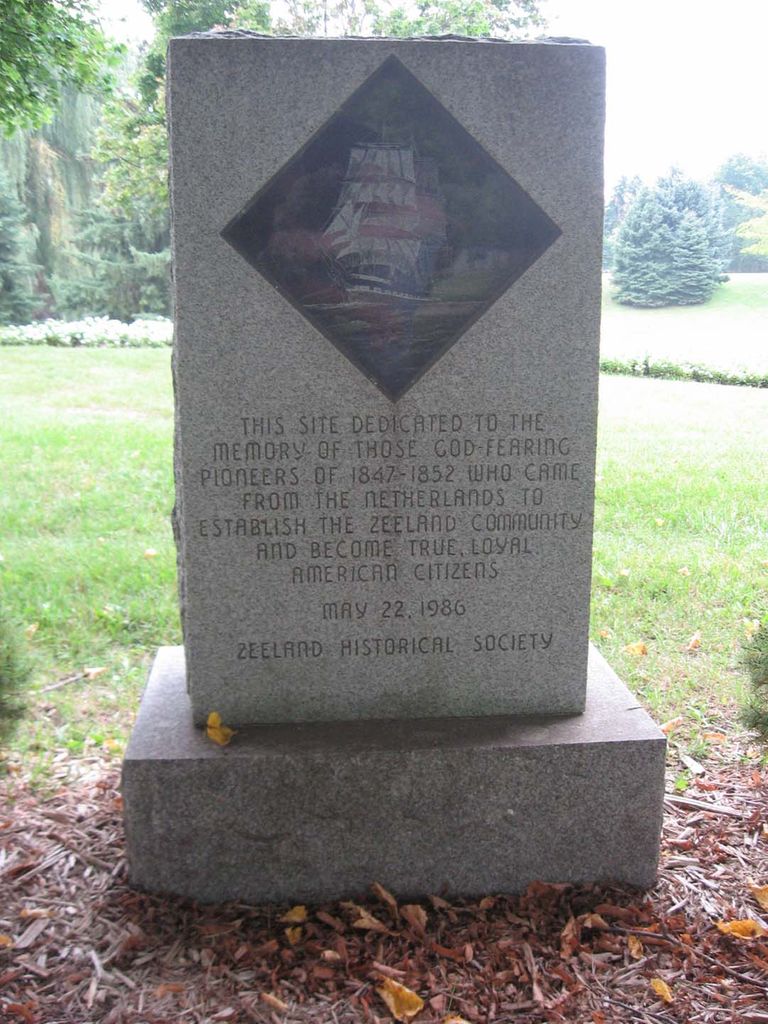 THIS SITE DEDICATED TO THE
MEMORY OF THOSE GOD-FEARING
PIONEERS OF 1847-1852 WHO CAME
FROM THE NETHERLANDS TO
ESTABLISH THE ZEELAND COMMUNITY
AND BECOME TRUE, LOYAL
AMERICAN CITIZENS
MAY 22, 1986
ZEELAND HISTORICAL SOCIETY